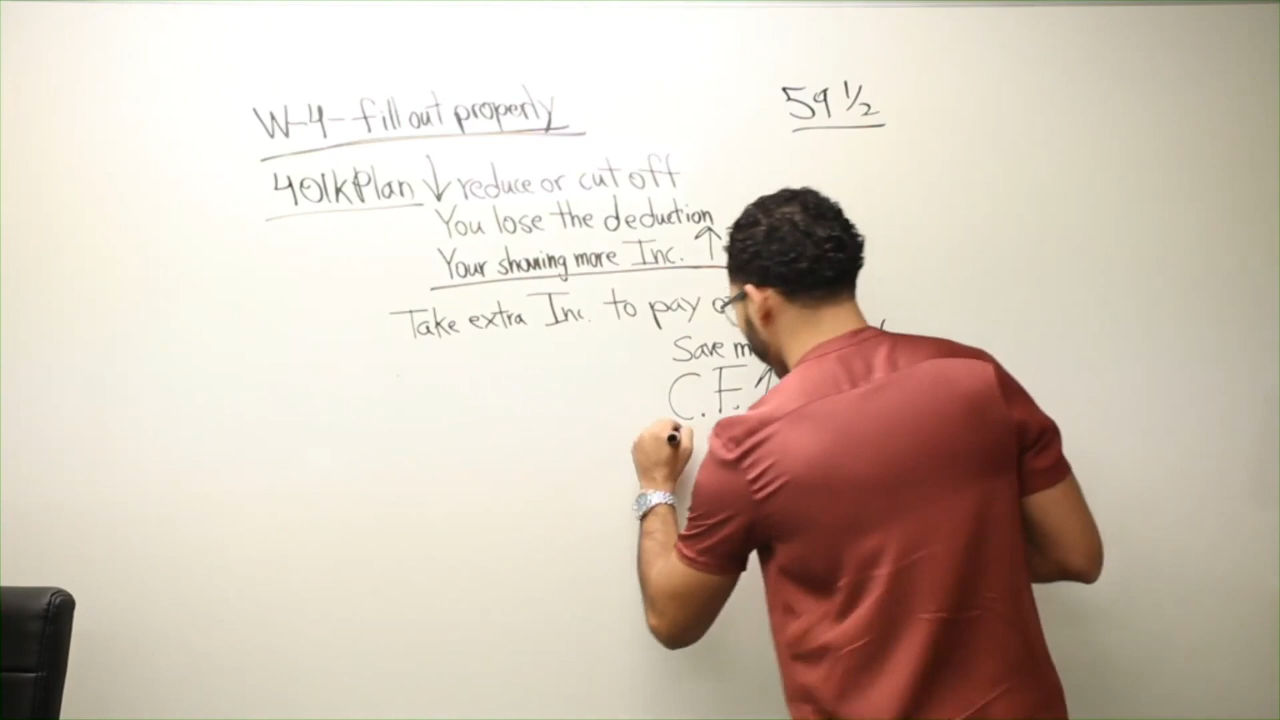 W-4 - fill out properly
59 1/2
401k Plan ↓ reduce or cut off
You lose the deduction
Your showing more Inc. ↑
Take extra Inc. to pay
Save
C.F. ↑